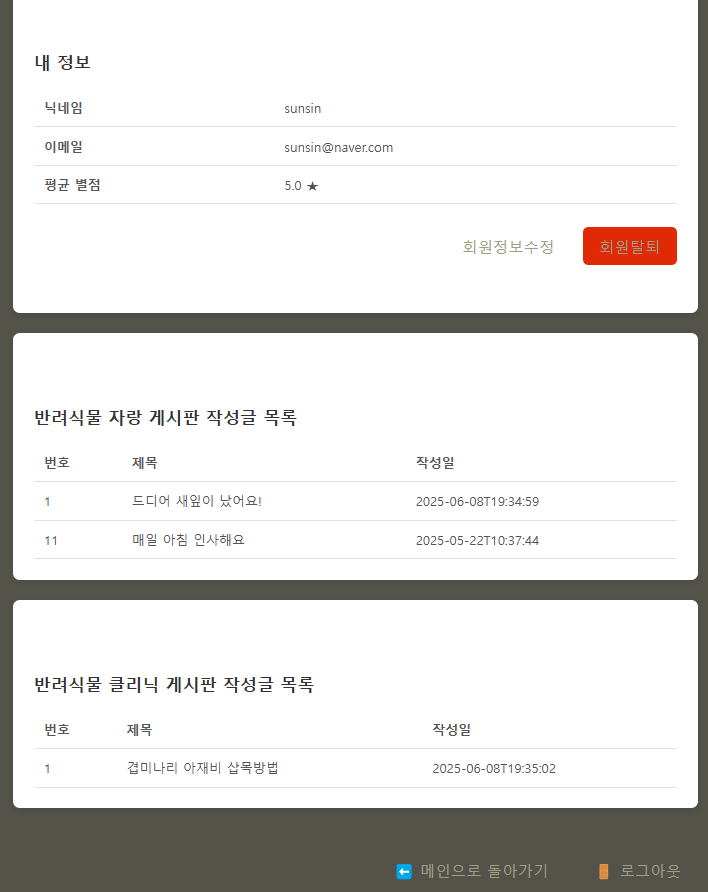 내 정보
닉네임 sunsin
이메일 sunsin@naver.com
평균 별점 5.0 ★
회원정보수정 회원탈퇴
반려식물 자랑 게시판 작성글 목록
번호 제목 작성일
1 드디어 새잎이 났어요! 2025-06-08T19:34:59
11 매일 아침 인사해요 2025-05-22T10:37:44
반려식물 클리닉 게시판 작성글 목록
번호 제목 작성일
1 겹미나리 아재비 삽목방법 2025-06-08T19:35:02
⬅️ 메인으로 돌아가기 🚪 로그아웃